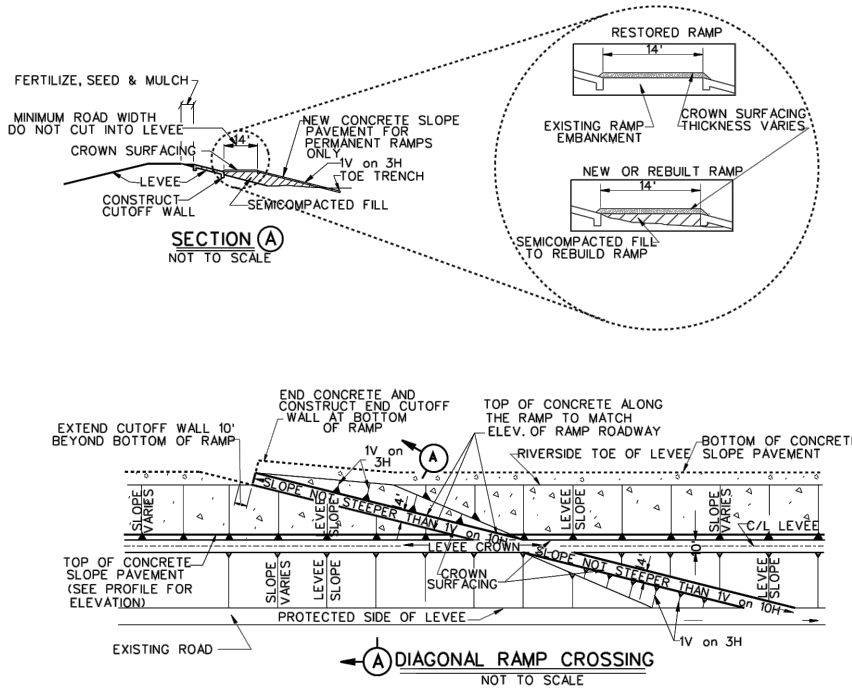 FERTILIZE, SEED & MULCH
MINIMUM ROAD WIDTH
DO NOT CUT INTO LEVEE
14'
CROWN SURFACING
NEW CONCRETE SLOPE
PAVEMENT FOR
PERMANENT RAMPS
ONLY
1V on 3H
TOE TRENCH
LEVEE
CONSTRUCT
CUTOFF WALL
SEMICOMPACTED FILL
SECTION A
NOT TO SCALE
RESTORED RAMP
14'
EXISTING RAMP
EMBANKMENT
CROWN SURFACING
THICKNESS VARIES
NEW OR REBUILT RAMP
14'
SEMICOMPACTED FILL
TO REBUILD RAMP
END CONCRETE AND
CONSTRUCT END CUTOFF
WALL AT BOTTOM
OF RAMP
EXTEND CUTOFF WALL 10'
BEYOND BOTTOM OF RAMP
1V on
3H
A
TOP OF CONCRETE ALONG
THE RAMP TO MATCH
ELEV. OF RAMP ROADWAY
RIVERSIDE TOE OF LEVEE
BOTTOM OF CONCRETE
SLOPE PAVEMENT
SLOPE NOT STEEPER THAN 1V on 10H
SLOPE
VARIES
LEVEE
SLOPE
14'
LEVEE
SLOPE
SLOPE
VARIES
C/L LEVEE
LEVEE CROWN
10'
TOP OF CONCRETE
SLOPE PAVEMENT
(SEE PROFILE FOR
ELEVATION)
SLOPE
VARIES
LEVEE
SLOPE
CROWN
SURFACING
SLOPE NOT STEEPER THAN 1V on 10H
14'
LEVEE
SLOPE
PROTECTED SIDE OF LEVEE
1V on 3H
EXISTING ROAD
A DIAGONAL RAMP CROSSING
NOT TO SCALE